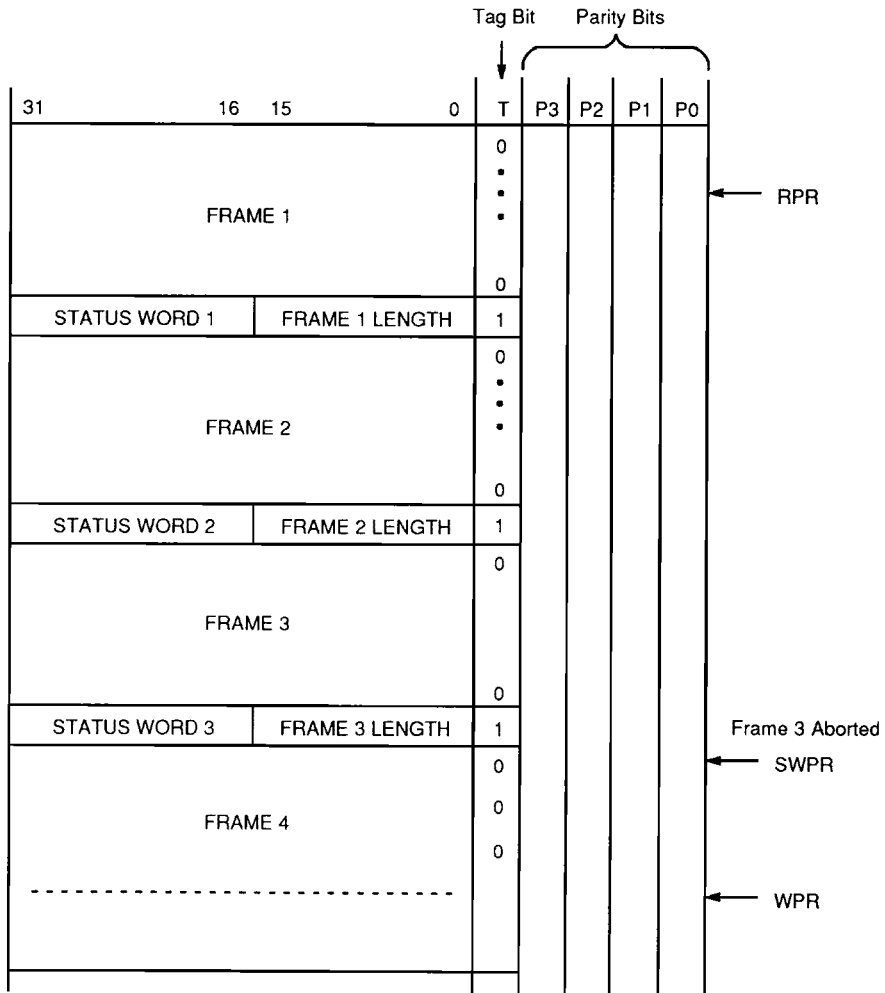 Tag Bit Parity Bits
31 16 15 0 T P3 P2 P1 P0
0
RPR
FRAME 1
0
STATUS WORD 1 FRAME 1 LENGTH 1
0
FRAME 2
0
STATUS WORD 2 FRAME 2 LENGTH 1
0
FRAME 3
0
STATUS WORD 3 FRAME 3 LENGTH 1 Frame 3 Aborted
0 SWPR
0
FRAME 4
0
WPR